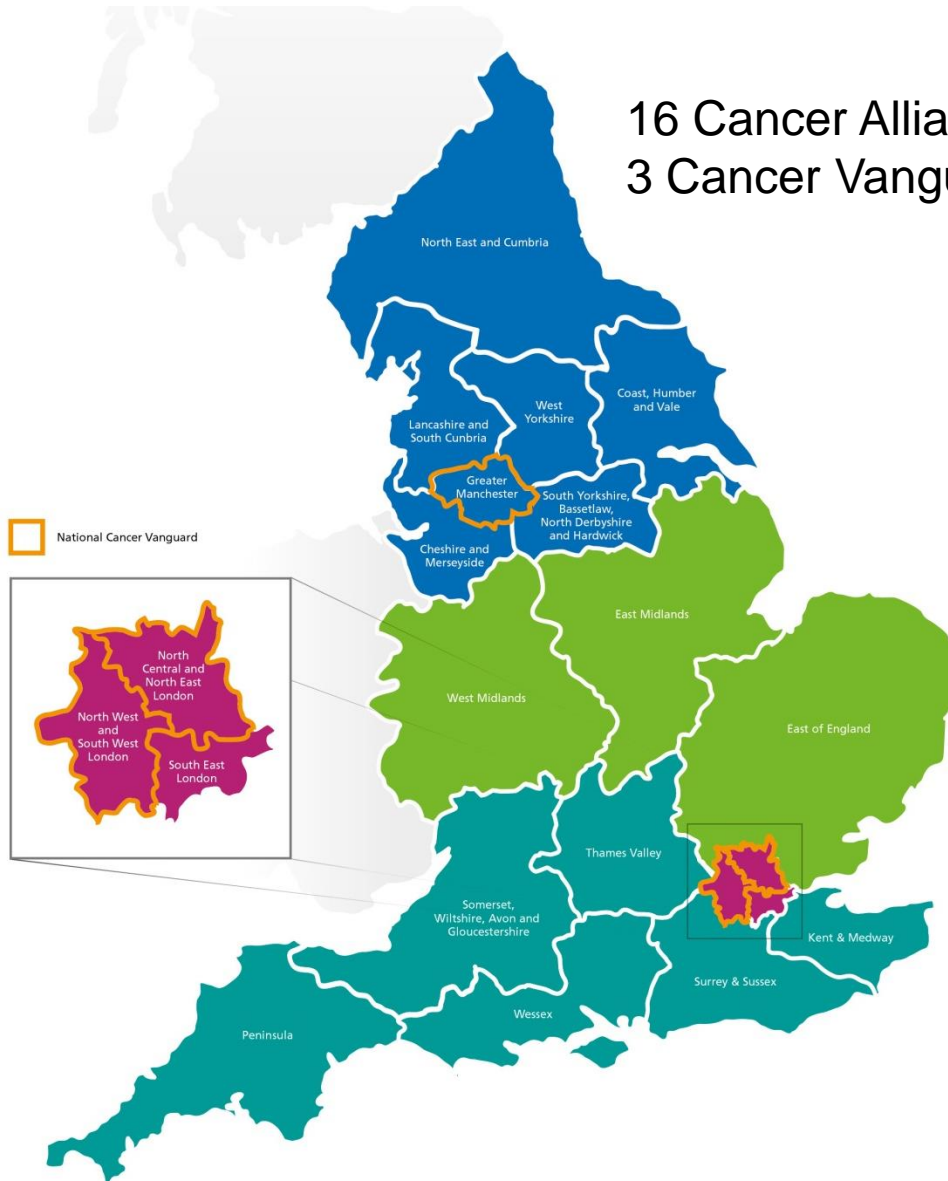 16 Cancer Allia
3 Cancer Vangu
North East and Cumbria
Coast, Humber
and Vale
West
Yorkshire
Lancashire and
South Cunbria
Greater
Manchester
South Yorkshire,
Bassetlaw,
North Derbyshire
and Hardwick
National Cancer Vanguard
Cheshire and
Merseyside
East Midlands
North
Central and
North East
London
West Midlands
North West
and
South West
London
East of England
South East
London
Thames Valley
Somerset,
Wiltshire, Avon and
Gloucestershire
Kent & Medway
Surrey & Sussex
Wessex
Peninsula